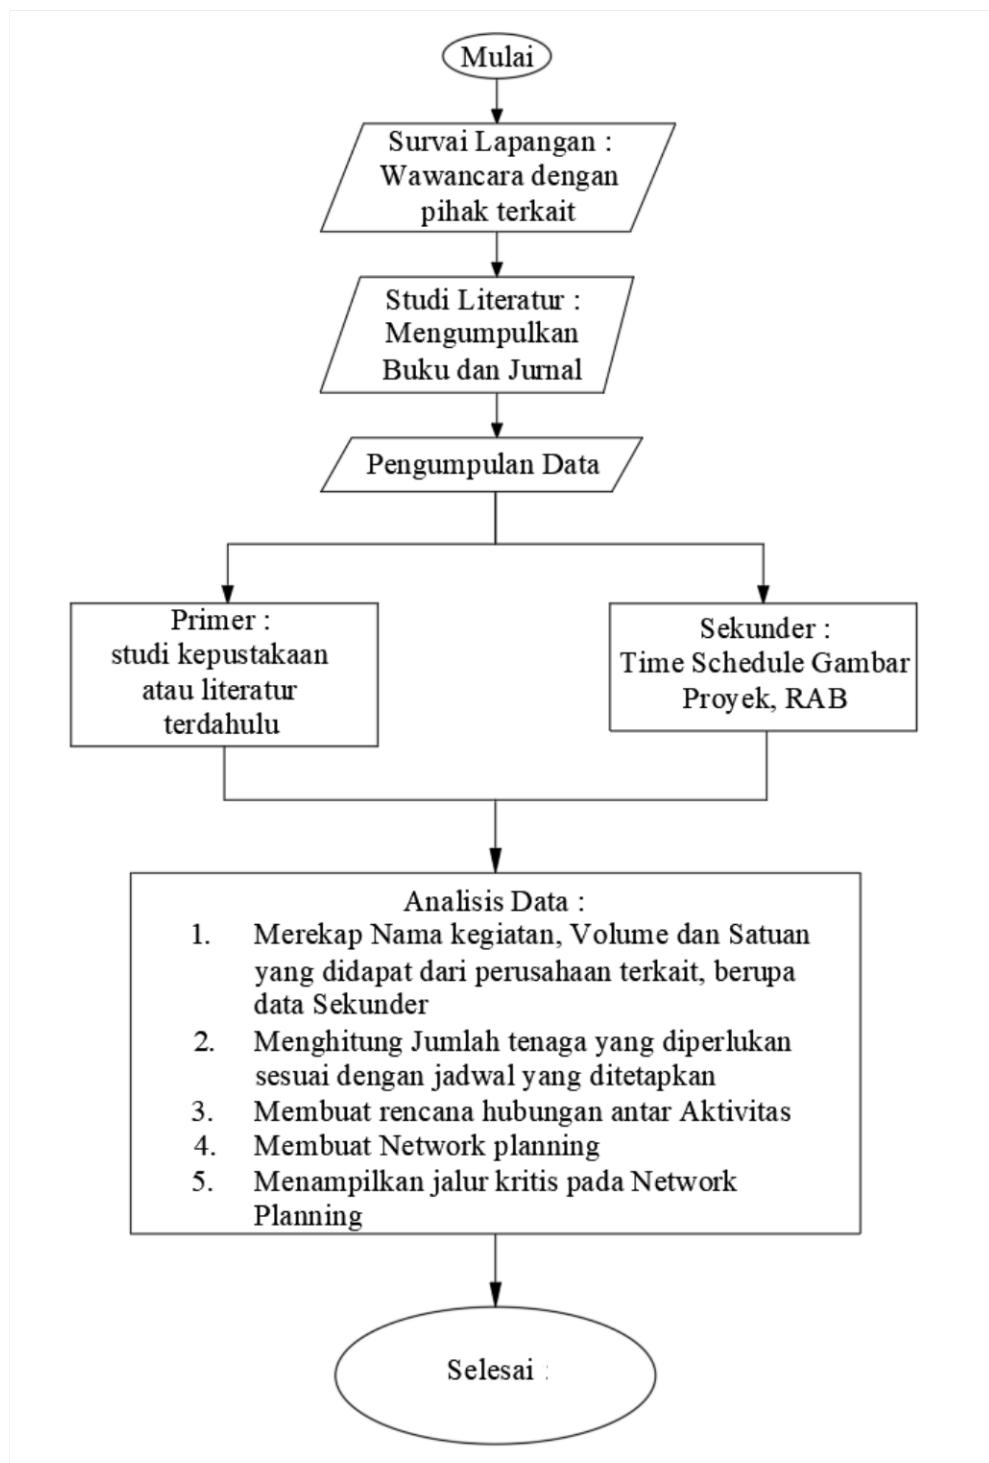 Mulai
Survai Lapangan :
Wawancara dengan
pihak terkait
Studi Literatur :
Mengumpulkan
Buku dan Jurnal
Pengumpulan Data
Primer :
studi kepustakaan
atau literatur
terdahulu
Sekunder :
Time Schedule Gambar
Proyek, RAB
Analisis Data :
1. Merekap Nama kegiatan, Volume dan Satuan
yang didapat dari perusahaan terkait, berupa
data Sekunder
2. Menghitung Jumlah tenaga yang diperlukan
sesuai dengan jadwal yang ditetapkan
3. Membuat rencana hubungan antar Aktivitas
4. Membuat Network planning
5. Menampilkan jalur kritis pada Network
Planning
Selesai :